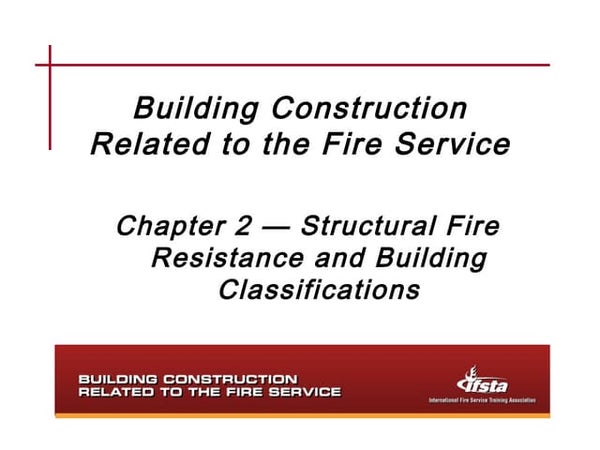 Building Construction
Related to the Fire Service
Chapter 2 — Structural Fire
Resistance and Building
Classifications
BUILDING CONSTRUCTION
RELATED TO THE FIRE SERVICE
ifsta
International Fire Service Training Association